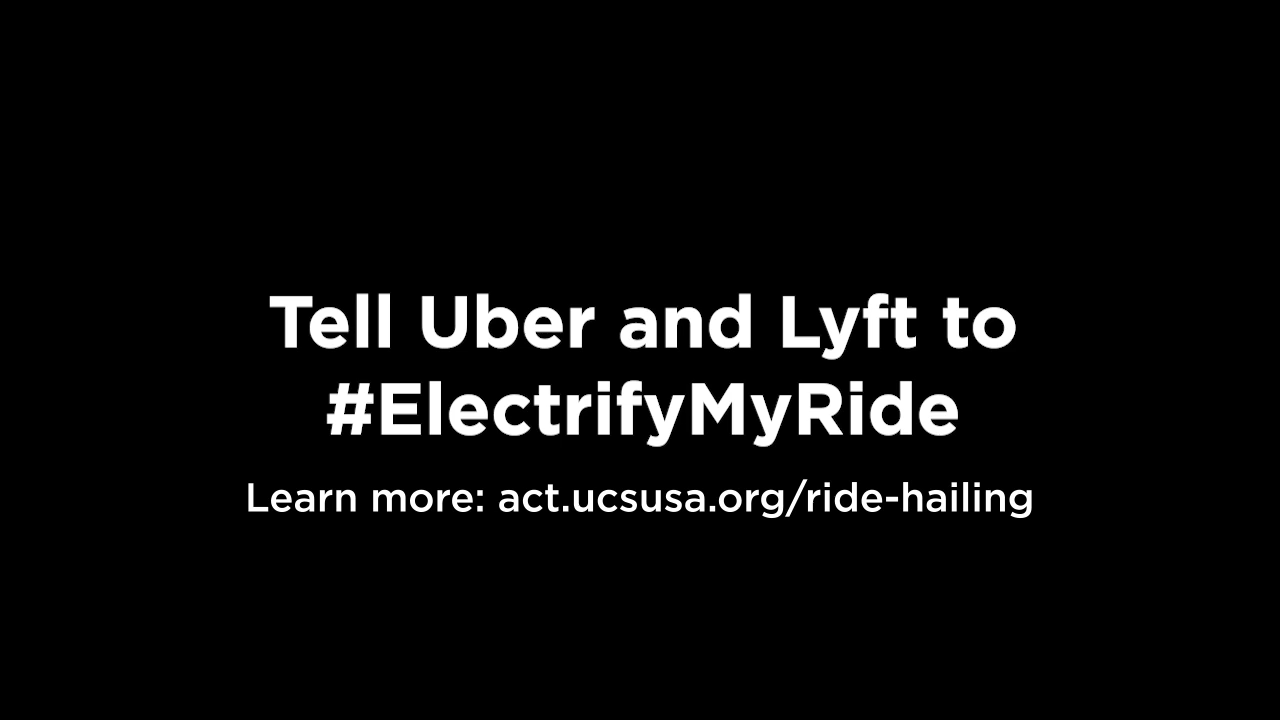 Tell Uber and Lyft to
#ElectrifyMyRide
Learn more: act.ucsusa.org/ride-hailing